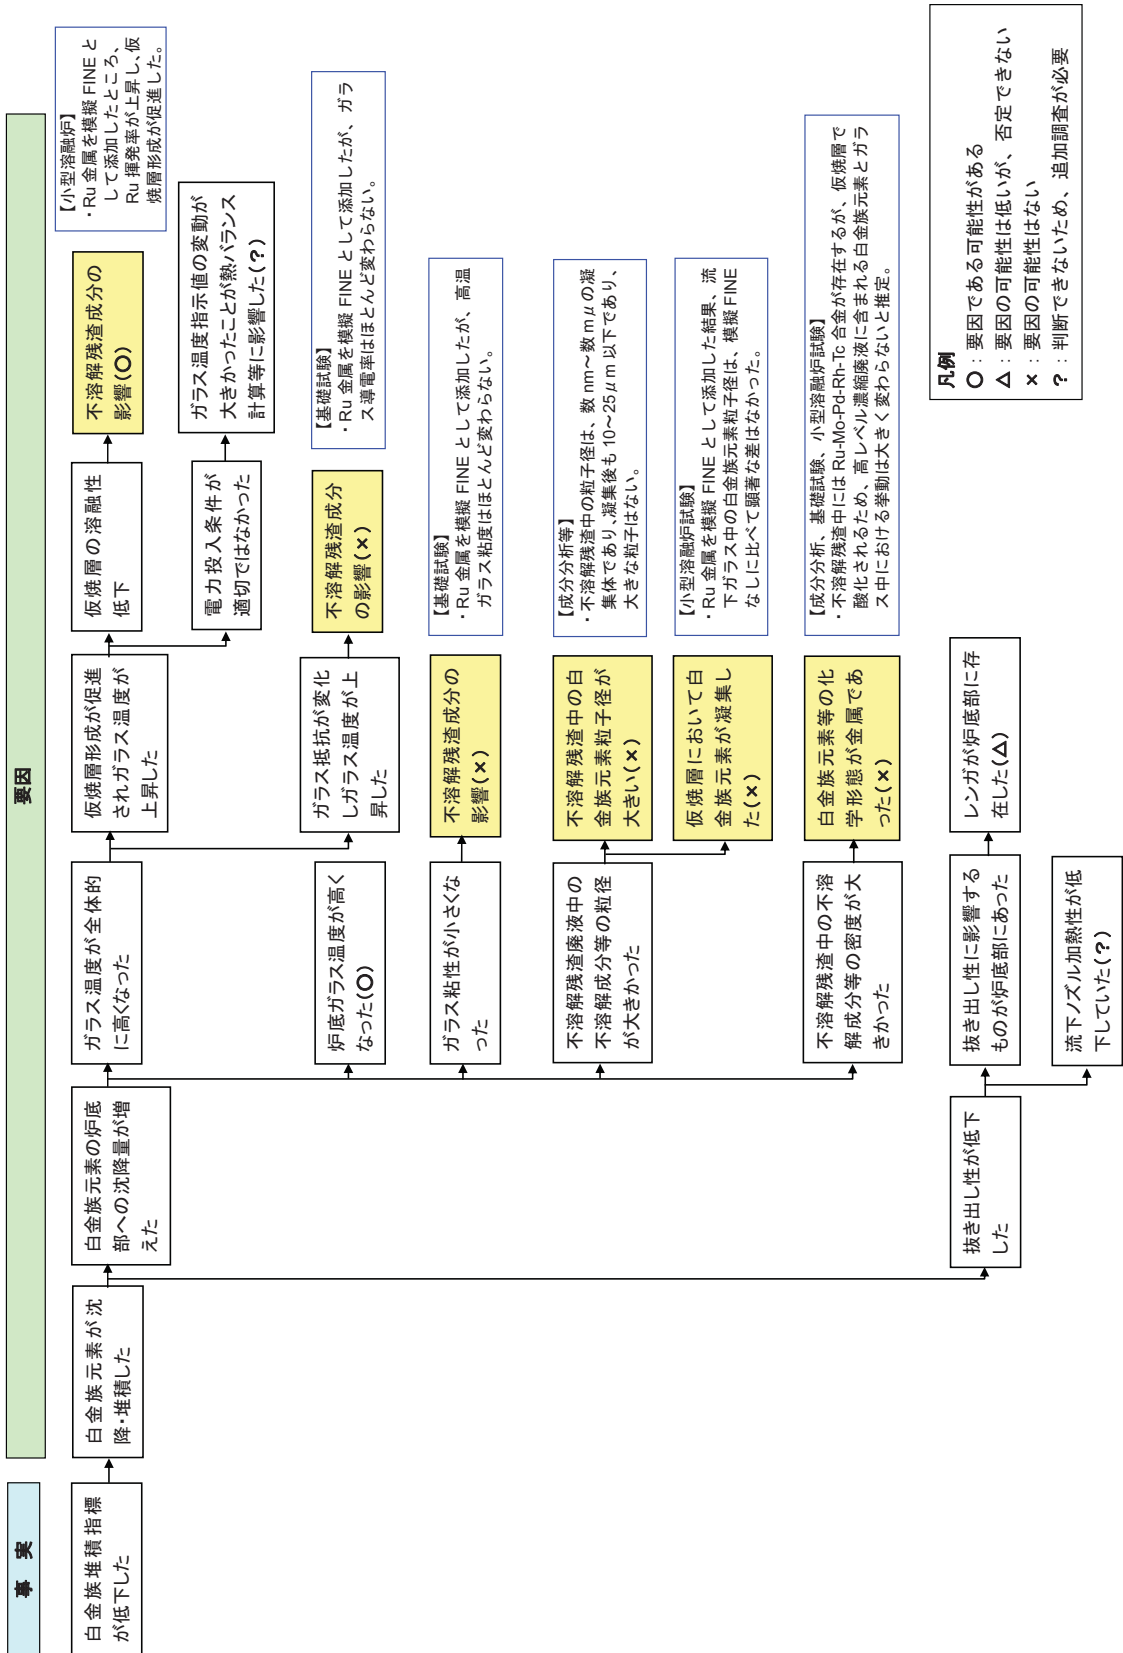 事　実
要因
白金族堆積指標
が低下した
白金族元素が沈
降・堆積した
白金族元素の炉底
部への沈降量が増
えた
ガラス温度が全体的
に高くなった
仮焼層形成が促進
されガラス温度が
上昇した
仮焼層の溶融性
低下
不溶解残渣成分の
影響(○)
【小型溶融炉】
・Ru 金属を模擬 FINE と
して添加したところ、
Ru 揮発率が上昇し、仮
焼層形成が促進した。
電力投入条件が
適切ではなかった
ガラス温度指示値の変動が
大きかったことが熱バランス
計算等に影響した(?)
ガラス抵抗が変化
しガラス温度が上
昇した
不溶解残渣成分
の影響(×)
【基礎試験】
・Ru 金属を模擬 FINE として添加したが、ガラ
ス導電率はほとんど変わらない。
炉底ガラス温度が高く
なった(○)
ガラス粘性が小さくな
った
不溶解残渣成分の
影響(×)
【基礎試験】
・Ru 金属を模擬 FINE として添加したが、高温
ガラス粘度はほとんど変わらない。
不溶解残渣廃液中の
不溶解成分等の粒径
が大きかった
不溶解残渣中の白
金族元素粒子径が
大きい(×)
【成分分析等】
・不溶解残渣中の粒子径は、数 nm～数 mμの凝
集体であり、凝集後も 10～25μm 以下であり、
大きな粒子はない。
仮焼層において白
金族元素が凝集し
た(×)
【小型溶融炉試験】
・Ru 金属を模擬 FINE として添加した結果、流
下ガラス中の白金族元素粒子径は、模擬 FINE
なしに比べて顕著な差はなかった。
不溶解残渣中の不溶
解成分等の密度が大
きかった
白金族元素等の化
学形態が金属であ
った(×)
【成分分析、基礎試験、小型溶融炉試験】
・不溶解残渣中には Ru-Mo-Pd-Rh-Tc 合金が存在するが、仮焼層で
酸化されるため、高レベル濃縮廃液に含まれる白金族元素とガラ
ス中における挙動は大きく変わらないと推定。
抜き出し性が低下
した
抜き出し性に影響する
ものが炉底部にあった
レンガが炉底部に存
在した(△)
流下ノズル加熱性が低
下していた(?)
凡例
○：要因である可能性がある
△：要因の可能性は低いが、否定できない
×：要因の可能性はない
?：判断できないため、追加調査が必要